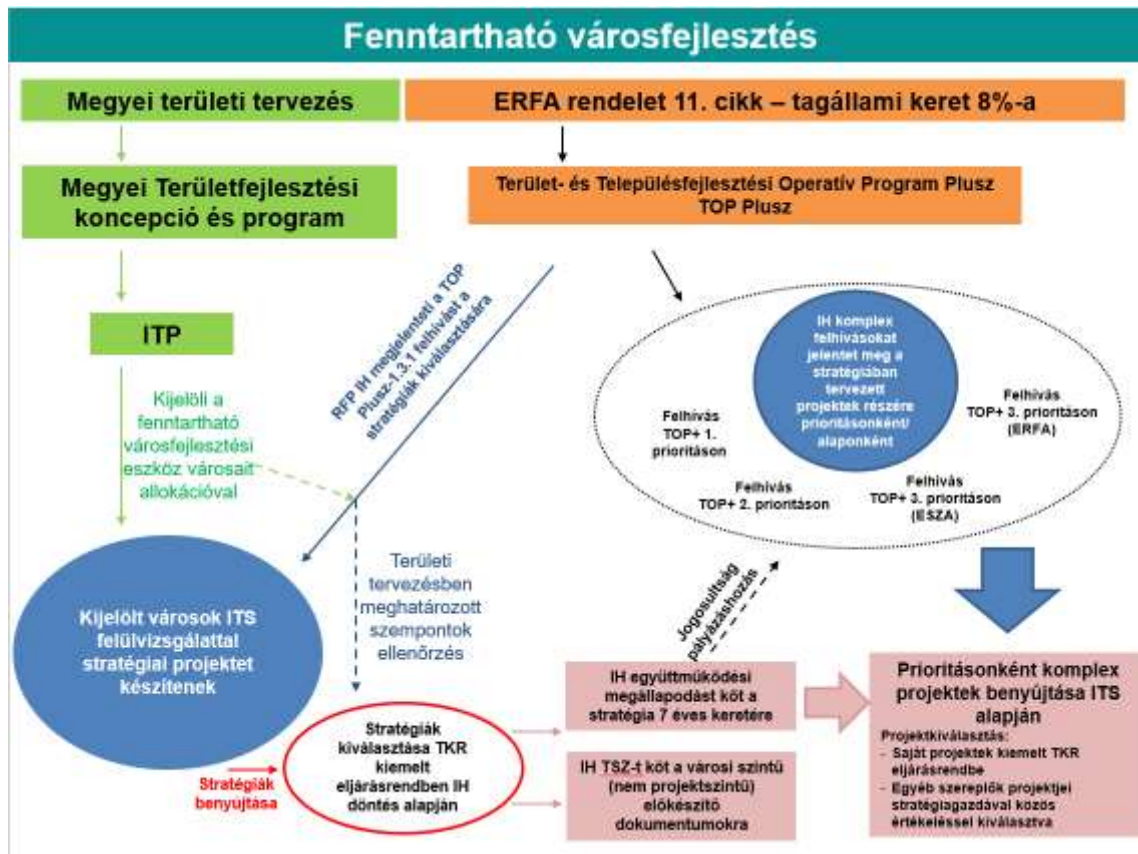 Fenntartható városfejlesztés
Megyei területi tervezés
ERFA rendelet 11. cikk – tagállami keret 8%-a
Megyei Területfejlesztési
koncepció és program
Terület- és Településfejlesztési Operatív Program Plusz
TOP Plusz
ITP
RFP IH megjelenteti a TOP
Plusz-1.3.1 felhívást a
stratégiák kiválasztására
IH komplex
felhívásokat
jelentet meg a
stratégiában
tervezett
projektek részére
prioritásonként/
alaponként
Felhívás
TOP+ 1.
prioritáson
Felhívás
TOP+ 2. prioritáson
Felhívás
TOP+ 3. prioritáson
(ESZA)
Felhívás
TOP+ 3. prioritáson
(ERFA)
Kijelöli a
fenntartható
városfejlesztési
eszköz városait
allokációval
Kijelölt városok ITS
felülvizsgálattal
stratégiai projektet
készítenek
Területi
tervezésben
meghatározott
szempontok
ellenőrzés
Jogosultság
pályázáshozás
Stratégiák
benyújtása
Stratégiák
kiválasztása TKR
kiemelt
eljárásrendben IH
döntés alapján
IH együttműködési
megállapodást köt a
stratégia 7 éves keretére
IH TSZ-t köt a városi szintű
(nem projektszintű)
előkészítő
dokumentumokra
Prioritásonként komplex
projektek benyújtása ITS
alapján
Projektkiválasztás:
- Saját projektek kiemelt TKR
eljárásrendbe
- Egyéb szereplők projektjei
stratégiagazdával közös
értékeléssel kiválasztva